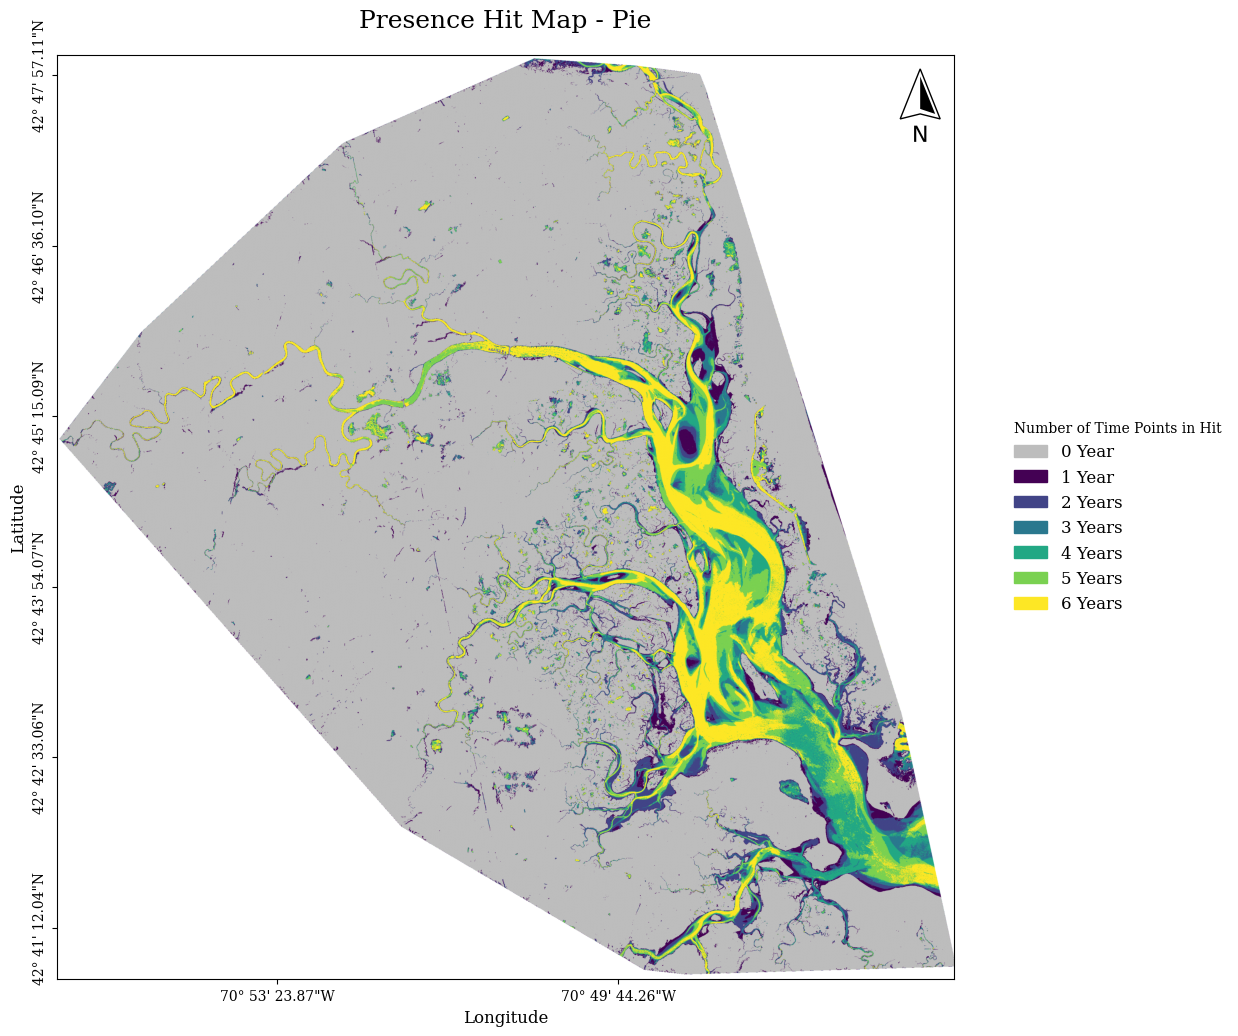 Presence Hit Map - Pie
42° 47' 57.11"N
42° 46' 36.10"N
42° 45' 15.09"N
42° 43' 54.07"N
42° 42' 33.06"N
42° 41' 12.04"N
Latitude
N
Number of Time Points in Hit
0 Year
1 Year
2 Years
3 Years
4 Years
5 Years
6 Years
70° 53' 23.87"W
70° 49' 44.26"W
Longitude